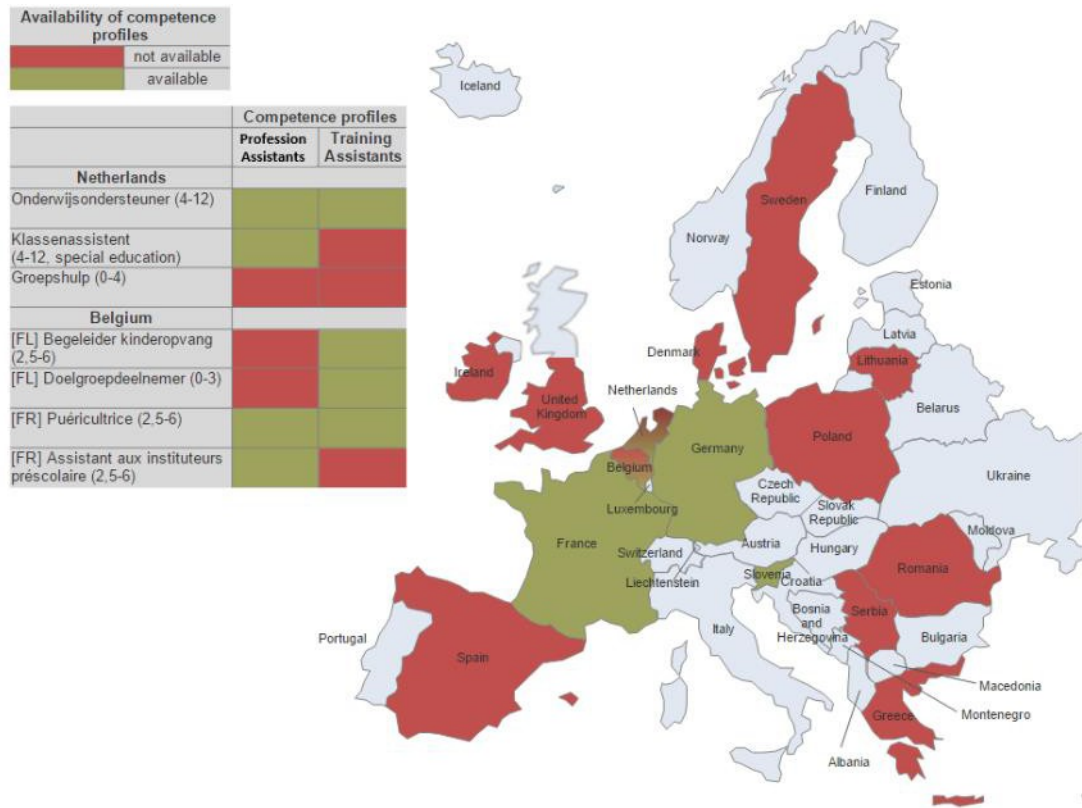 Availability of competence
profiles
not available
available
Competence profiles
Profession
Assistants
Training
Assistants
Netherlands
Onderwijsondersteuner (4-12)
Klassenassistent
(4-12, special education)
Groepshulp (0-4)
Belgium
[FL] Begeleider kinderopvang
(2,5-6)
[FL] Doelgroepdeelnemer (0-3)
[FR] Puéricultrice (2,5-6)
[FR] Assistant aux instituteurs
préscolaire (2,5-6)
Iceland
Finland
Sweden
Norway
Estonia
Latvia
Lithuania
Denmark
Ireland
Netherlands
United
Kingdom
Belarus
Poland
Germany
Belgium
Czech
Republic
Ukraine
Luxembourg
Slovak
Republic
Moldova
France
Switzerland
Austria
Hungary
Romania
Liechtenstein
Slovenia
Croatia
Bosnia
and
Herzegovina
Serbia
Portugal
Spain
Italy
Bulgaria
Macedonia
Montenegro
Greece
Albania